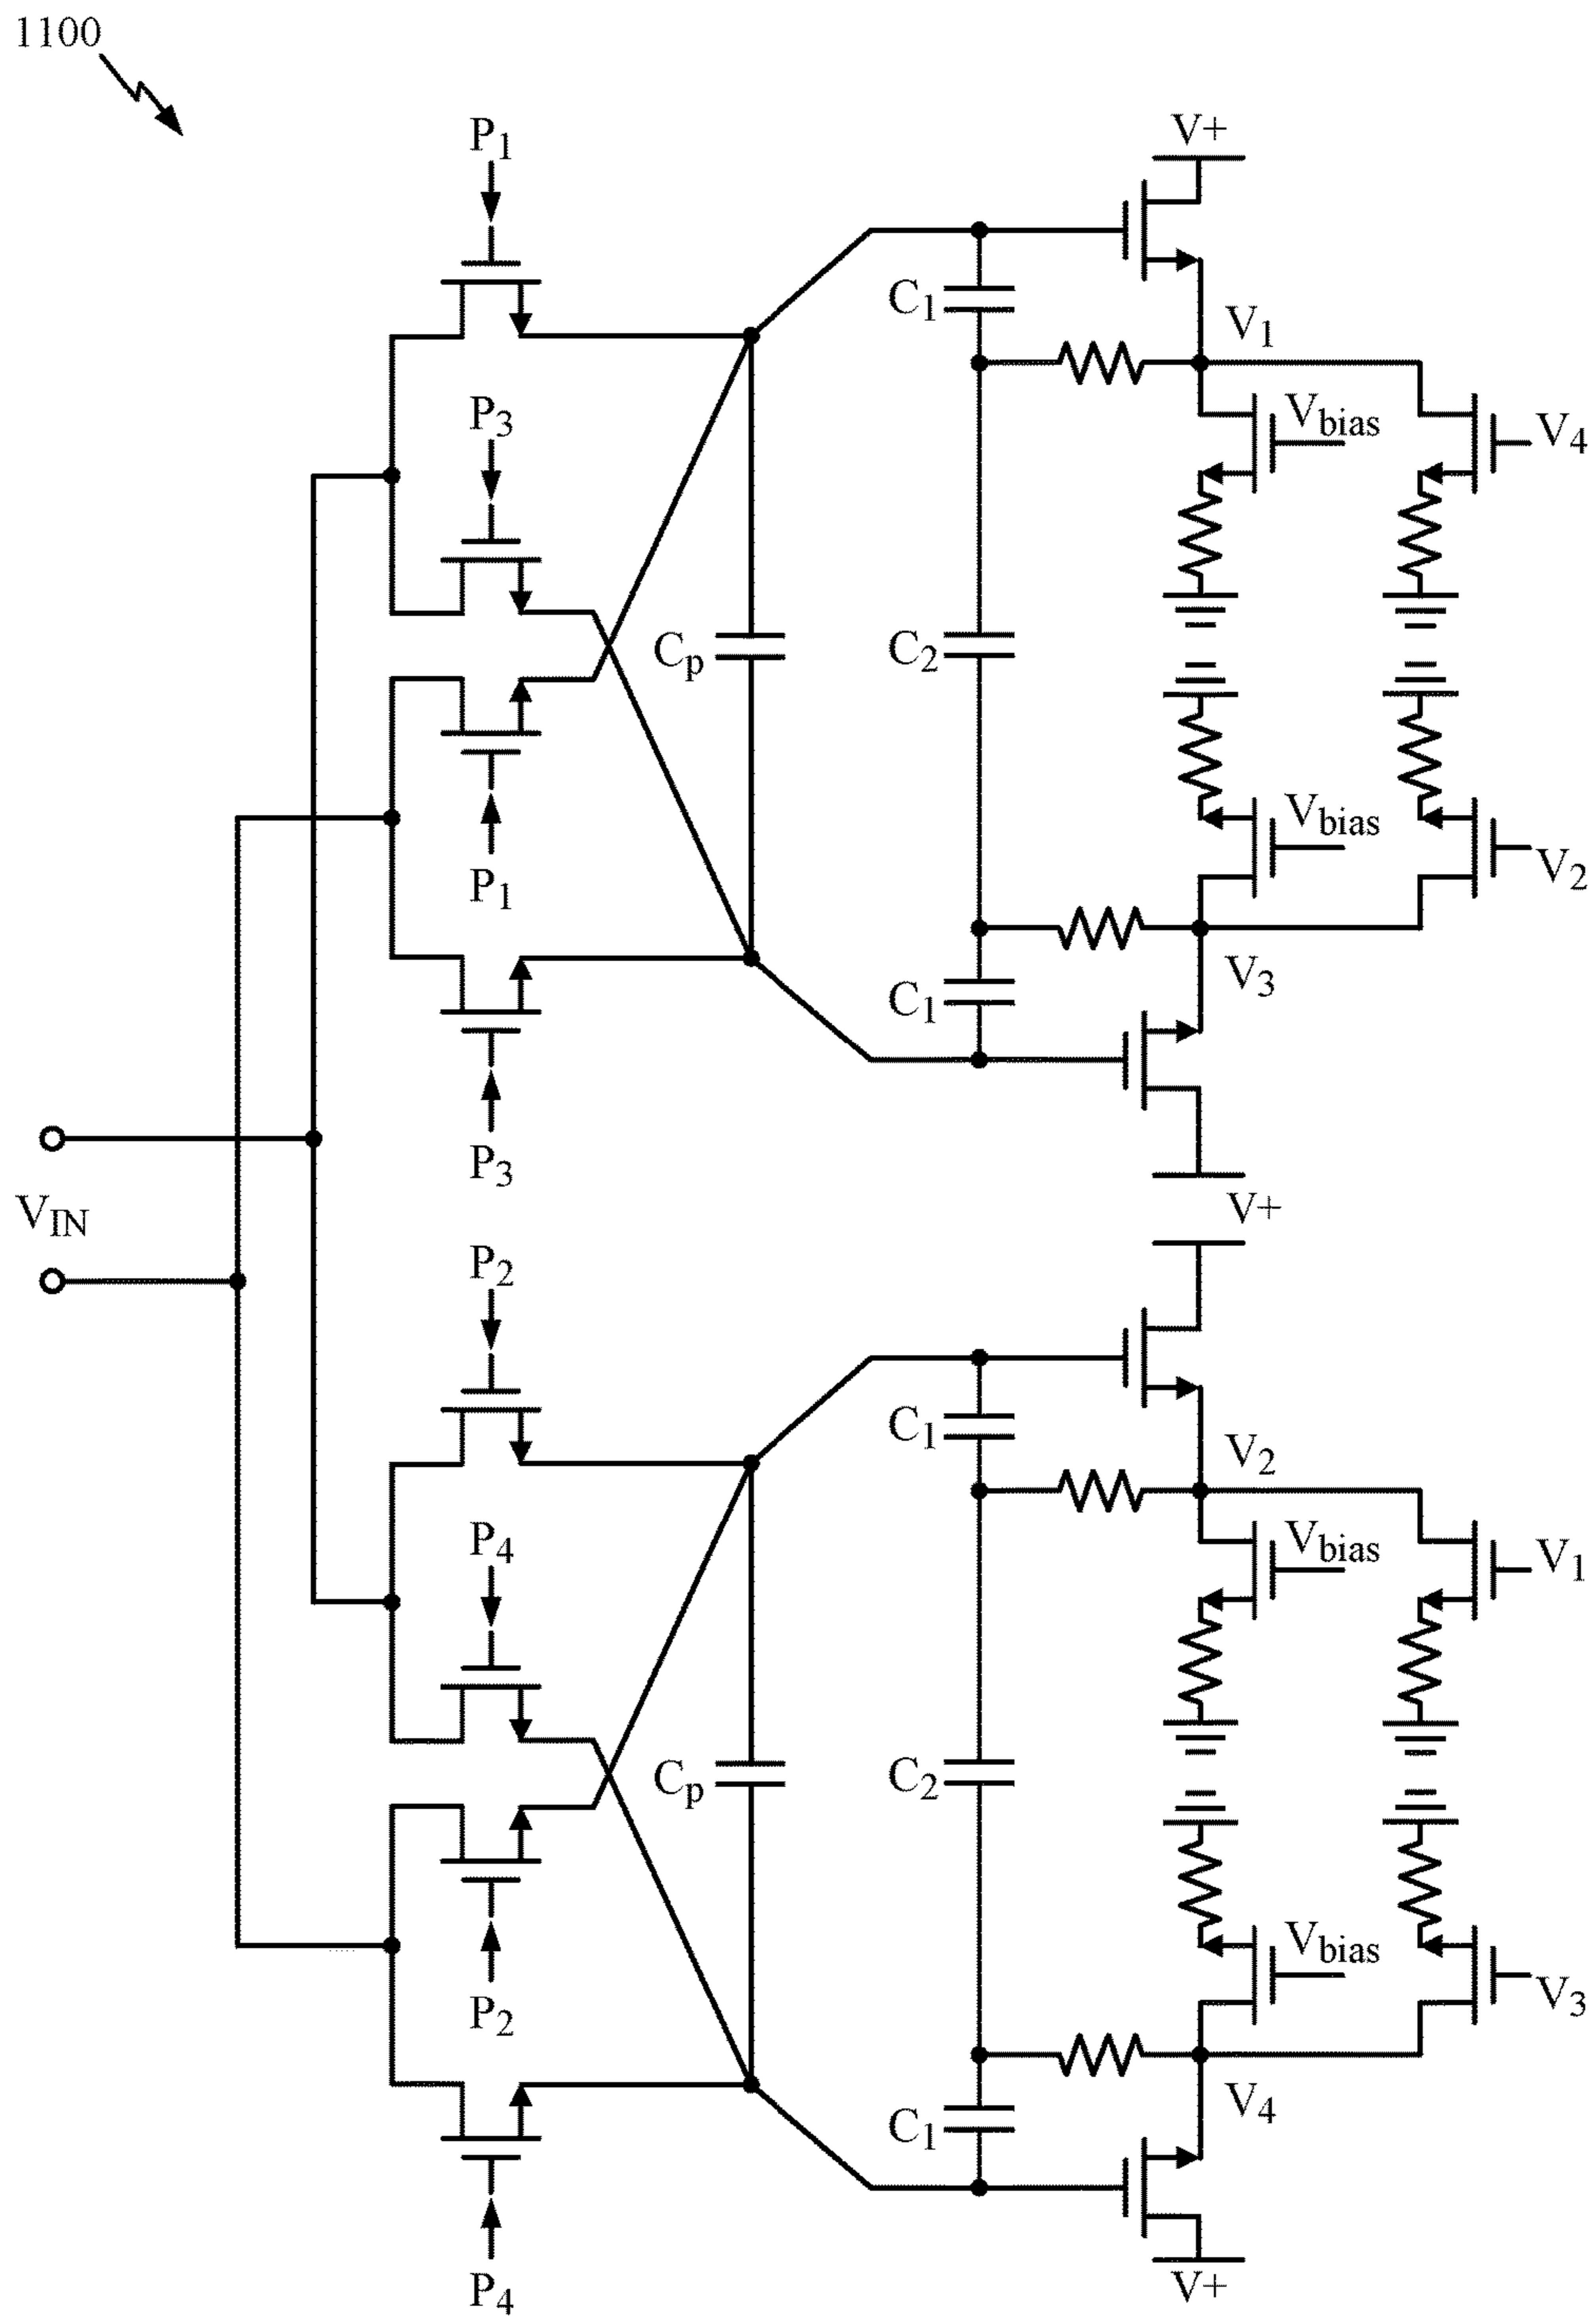 1100
P1
V+
C1
V1
Vbias
V4
P3
Cp
C2
P1
Vbias
V2
V3
C1
P3
VIN
V+
P2
C1
V2
Vbias
V1
P4
Cp
C2
P2
Vbias
V3
V4
C1
P4
V+